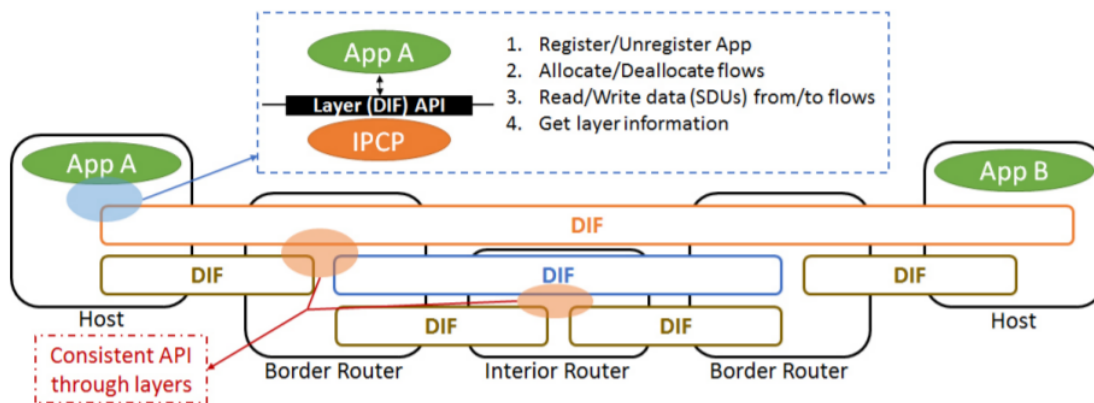 App A
Layer (DIF) API
IPCP
1. Register/Unregister App
2. Allocate/Deallocate flows
3. Read/Write data (SDUs) from/to flows
4. Get layer information
App A
App B
DIF
DIF
DIF
DIF
DIF
DIF
Host
Host
Consistent API
through layers
Border Router
Interior Router
Border Router